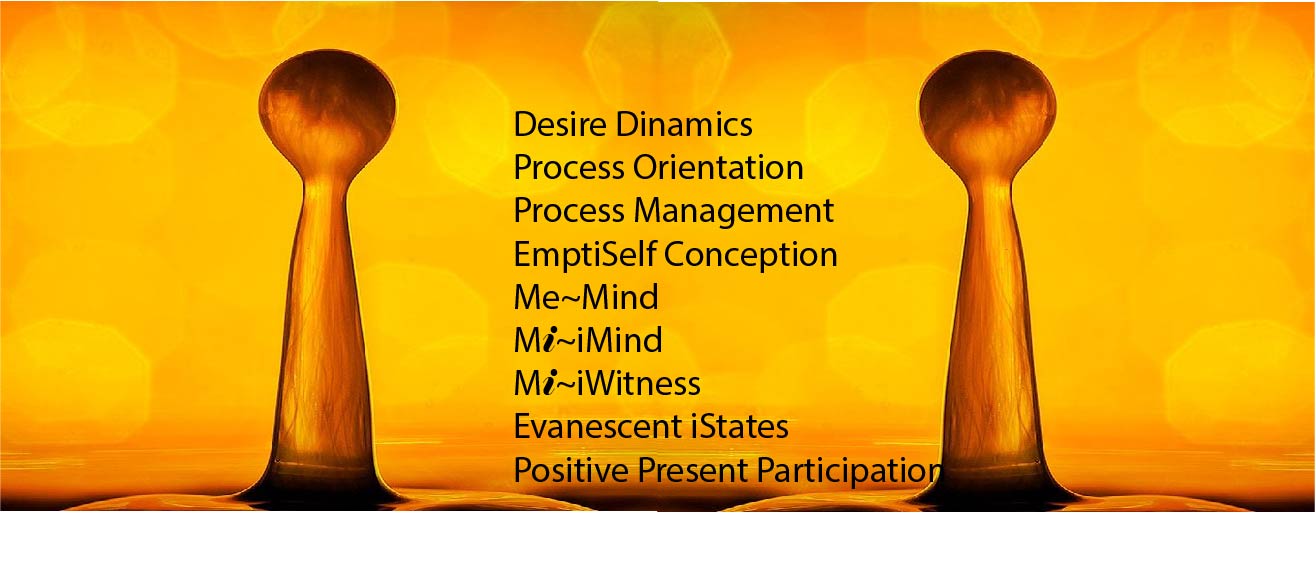 Desire Dinamics
Process Orientation
Process Management
EmptiSelf Conception
Me~Mind
Mi~iMind
Mi~iWitness
Evanescent iStates
Positive Present Participation